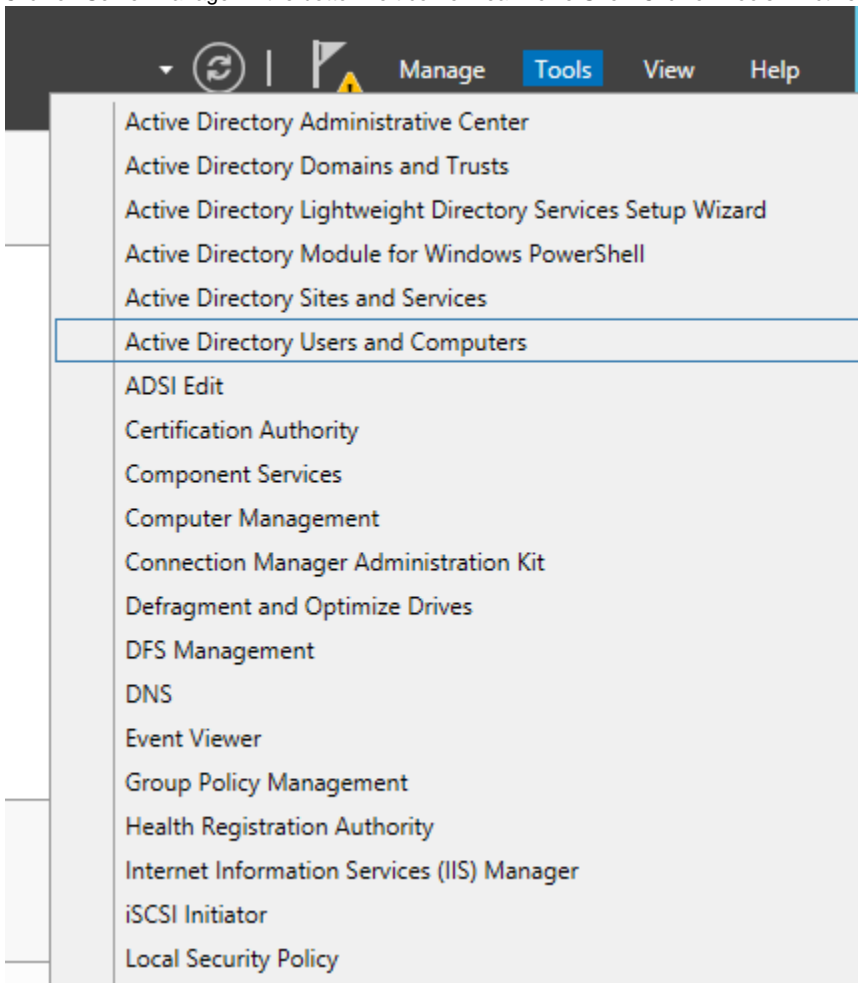 Manage Tools View Help
Active Directory Administrative Center
Active Directory Domains and Trusts
Active Directory Lightweight Directory Services Setup Wizard
Active Directory Module for Windows PowerShell
Active Directory Sites and Services
Active Directory Users and Computers
ADSI Edit
Certification Authority
Component Services
Computer Management
Connection Manager Administration Kit
Defragment and Optimize Drives
DFS Management
DNS
Event Viewer
Group Policy Management
Health Registration Authority
Internet Information Services (IIS) Manager
iSCSI Initiator
Local Security Policy